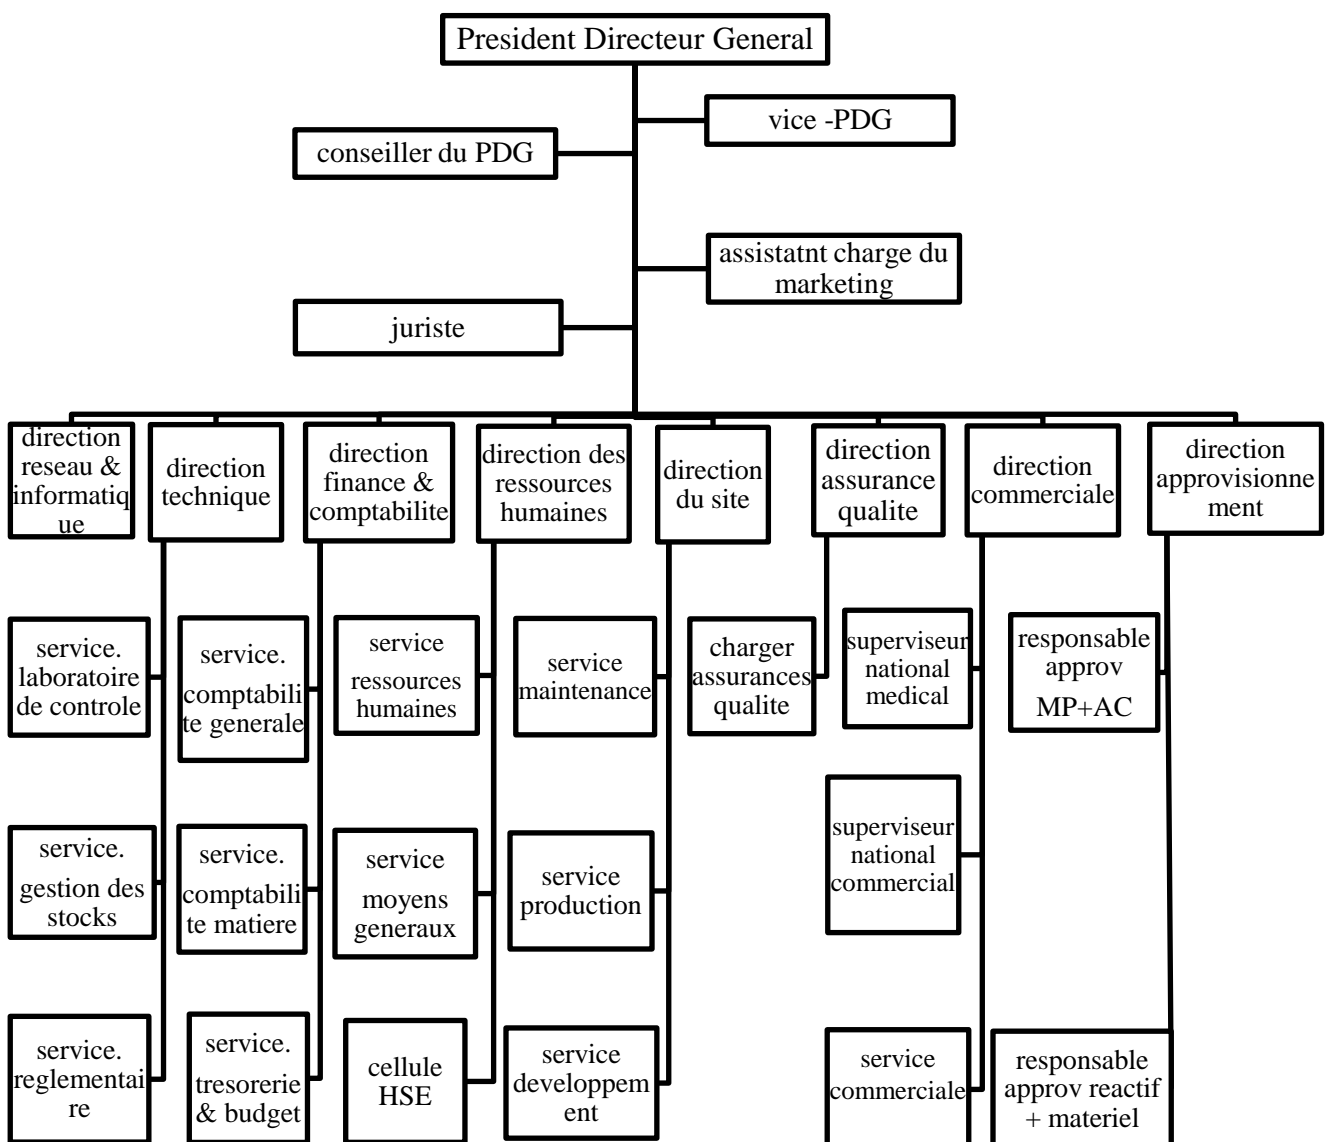 President Directeur General
vice -PDG
conseiller du PDG
assistatnt charge du
marketing
juriste
direction
reseau &
informatiq
ue
direction
technique
direction
finance &
comptabilite
direction des
ressources
humaines
direction
du site
direction
assurance
qualite
direction
commerciale
direction
approvisionne
ment
service.
laboratoire
de controle
service.
comptabili
te generale
service
ressources
humaines
service
maintenance
charger
assurances
qualite
superviseur
national
medical
responsable
approv
MP+AC
service.
gestion des
stocks
service.
comptabili
te matiere
service
moyens
generaux
service
production
superviseur
national
commercial
service.
reglementai
re
service.
tresorerie
& budget
cellule
HSE
service
developpem
ent
service
commerciale
responsable
approv reactif
+ materiel